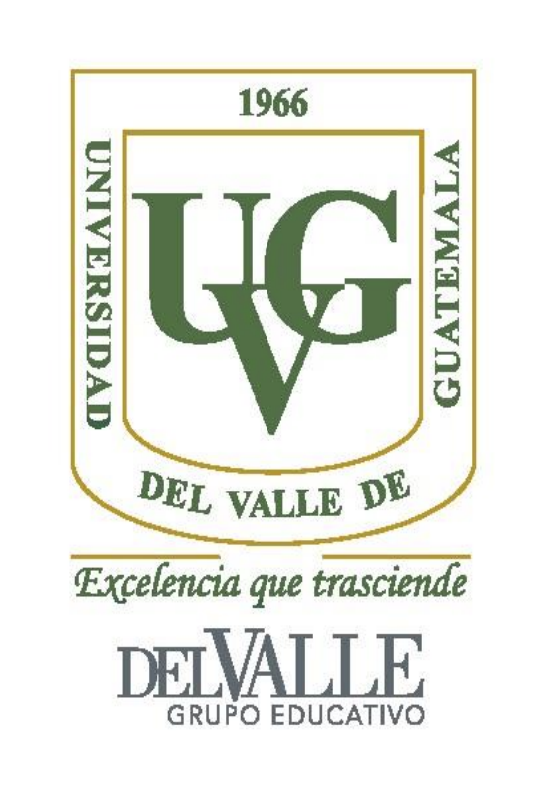 1966
UNIVERSIDAD
DEL VALLE DE
GUATEMALA
UVG
Excelencia que trasciende
DELVALLE
GRUPO EDUCATIVO